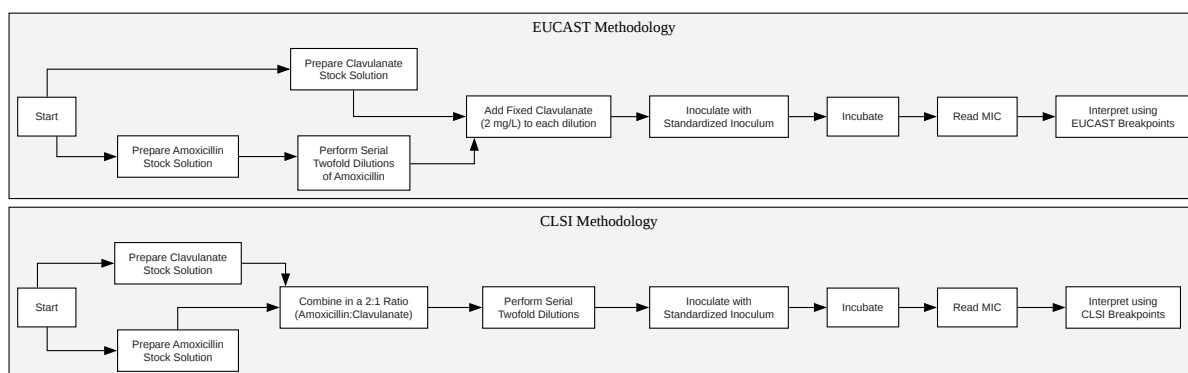 EUCAST Methodology
Prepare Clavulanate
Stock Solution
Start
Add Fixed Clavulanate
(2 mg/L) to each dilution
Inoculate with
Standardized Inoculum
Incubate
Read MIC
Interpret using
EUCAST Breakpoints
Prepare Amoxicillin
Stock Solution
Perform Serial
Twofold Dilutions
of Amoxicillin
CLSI Methodology
Prepare Clavulanate
Stock Solution
Start
Combine in a 2:1 Ratio
(Amoxicillin:Clavulanate)
Perform Serial
Twofold Dilutions
Inoculate with
Standardized Inoculum
Incubate
Read MIC
Interpret using
CLSI Breakpoints
Prepare Amoxicillin
Stock Solution